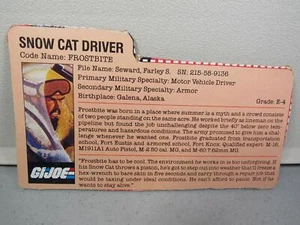 SNOW CAT DRIVER
Code Name: FROSTBITE
File Name: Seward, Farley S. SN: 215-56-9136
Primary Military Specialty: Motor Vehicle Driver
Secondary Military Specialty: Armor
Birthplace: Galena, Alaska
Grade: E-4
Frostbite was born in a place where summer is a myth and a crowd consists
of two people standing on the same acre. He worked briefly as lineman on the
pipeline but found the job unchallenging despite the 40° below zero tem-
peratures and hazardous conditions. The army promised to give him a chal-
lenge whenever he wanted one. Frostbite graduated from transportation
school, Fort Eustis and armored school, Fort Knox. Qualified expert: M-16,
M1911A1 Auto Pistol, M-2 50 cal. MG, and M-60 7.62mm MG.
"Frostbite has to be cool. The environment he works in is too unforgiving. If
his Snow Cat throws a piston, he's got to step out into weather that'll freeze a
hex-wrench to bare skin in five seconds and carry through a repair job that
would be taxing under ideal conditions. He can't afford to panic. Not if he
wants to stay alive."
GI JOE